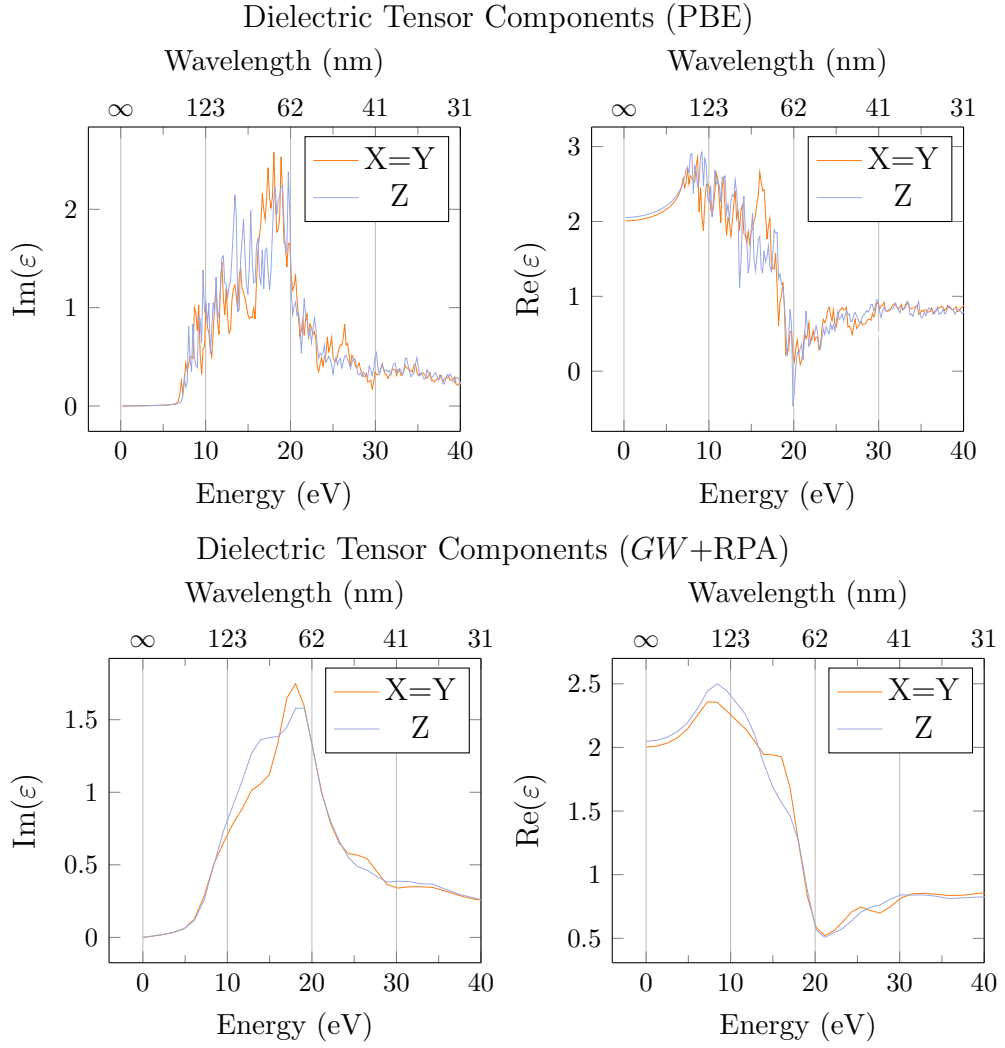 Dielectric Tensor Components (PBE)
Wavelength (nm)
∞ 123 62 41 31
X=Y
Z
2
1
0
Im(ε)
0 10 20 30 40
Energy (eV)
Wavelength (nm)
∞ 123 62 41 31
X=Y
Z
3
2
1
0
Re(ε)
0 10 20 30 40
Energy (eV)
Dielectric Tensor Components (GW+RPA)
Wavelength (nm)
∞ 123 62 41 31
X=Y
Z
1.5
1
0.5
0
Im(ε)
0 10 20 30 40
Energy (eV)
Wavelength (nm)
∞ 123 62 41 31
X=Y
Z
2.5
2
1.5
1
0.5
Re(ε)
0 10 20 30 40
Energy (eV)